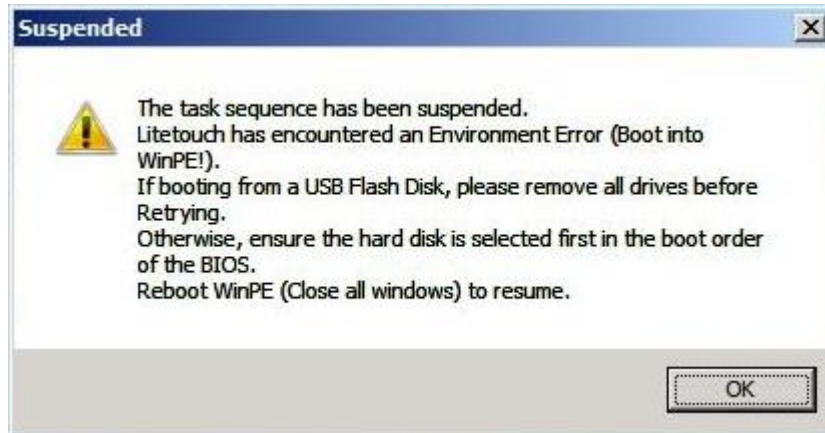 Suspended
The task sequence has been suspended.
Litetouch has encountered an Environment Error (Boot into
WinPE!).
If booting from a USB Flash Disk, please remove all drives before
Retrying.
Otherwise, ensure the hard disk is selected first in the boot order
of the BIOS.
Reboot WinPE (Close all windows) to resume.
OK